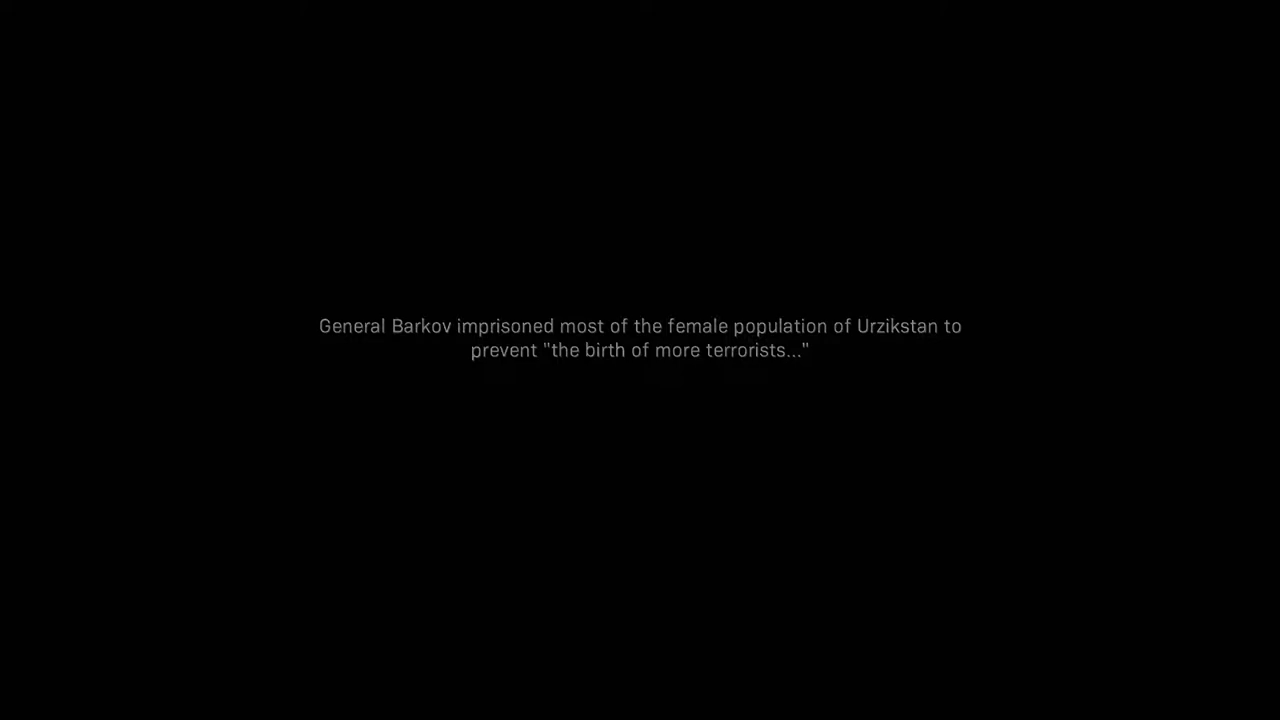 General Barkov imprisoned most of the female population of Urzikstan to
prevent "the birth of more terrorists..."